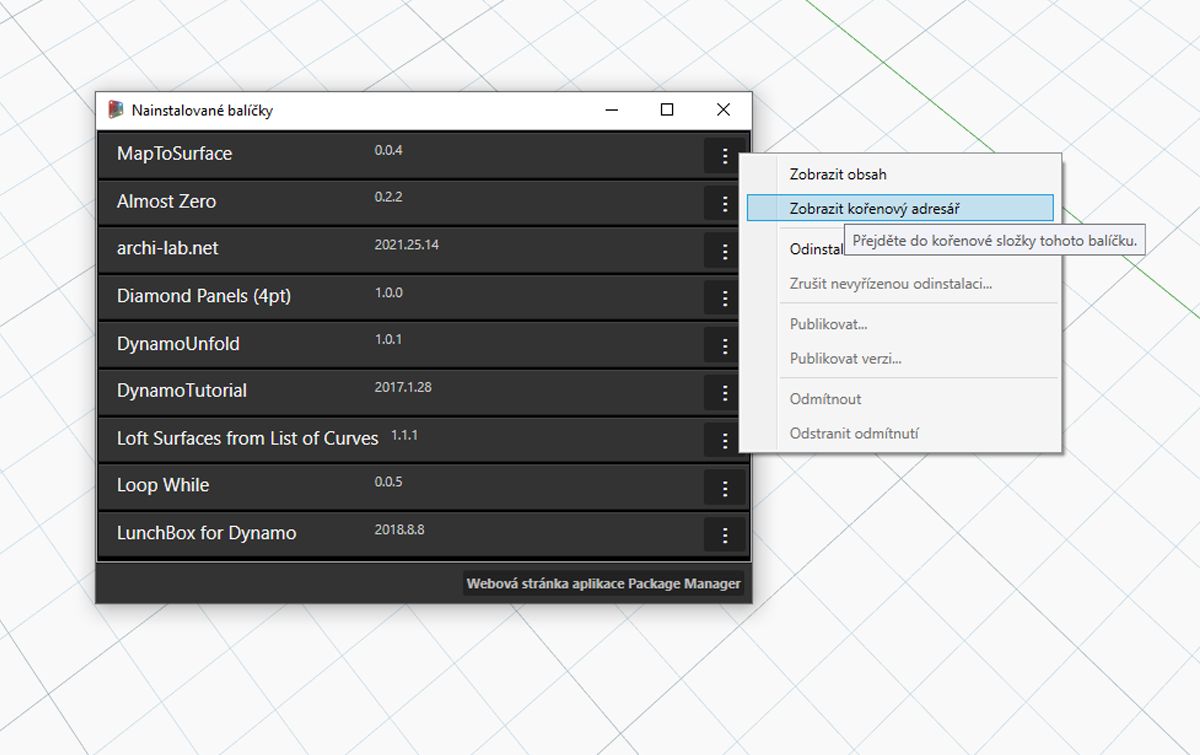 Nainstalované balíčky
MapToSurface 0.0.4
Almost Zero 0.2.2
archi-lab.net 2021.25.14
Diamond Panels (4pt) 1.0.0
DynamoUnfold 1.0.1
DynamoTutorial 2017.1.28
Loft Surfaces from List of Curves 1.1.1
Loop While 0.0.5
LunchBox for Dynamo 2018.8.8
Webová stránka aplikace Package Manager
Zobrazit obsah
Zobrazit kořenový adresář
Přejděte do kořenové složky tohoto balíčku.
Odinstal
Zrušit nevyřízenou odinstalaci...
Publikovat...
Publikovat verzi...
Odmítnout
Odstranit odmítnutí